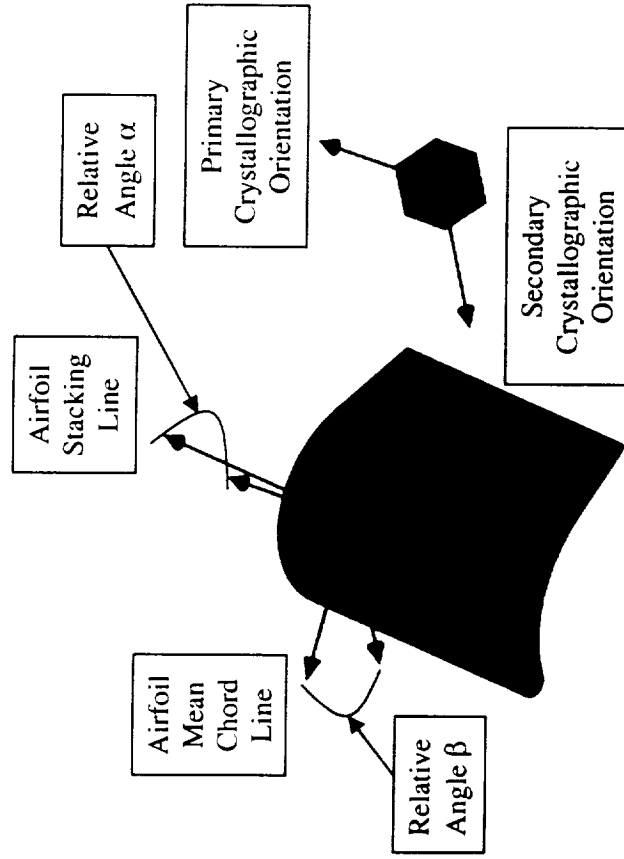 Airfoil
Stacking
Line
Relative
Angle α
Airfoil
Mean
Chord
Line
Primary
Crystallographic
Orientation
Relative
Angle β
Secondary
Crystallographic
Orientation